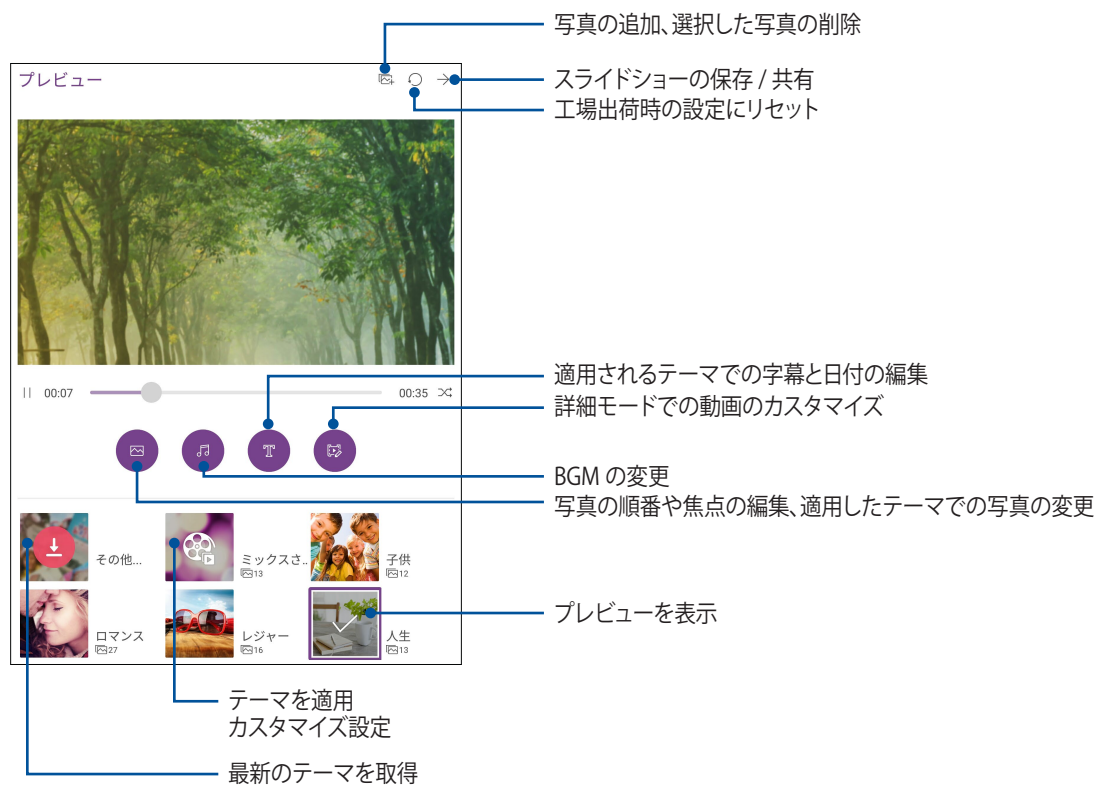 写真の追加、選択した写真の削除
プレビュー
スライドショーの保存 / 共有
工場出荷時の設定にリセット
適用されるテーマでの字幕と日付の編集
00:07
00:35
詳細モードでの動画のカスタマイズ
T
BGM の変更
写真の順番や焦点の編集、適用したテーマでの写真の変更
その他...
ミックスさ..
13
子供
12
プレビューを表示
ロマンス
27
レジャー
16
人生
13
テーマを適用
カスタマイズ設定
最新のテーマを取得